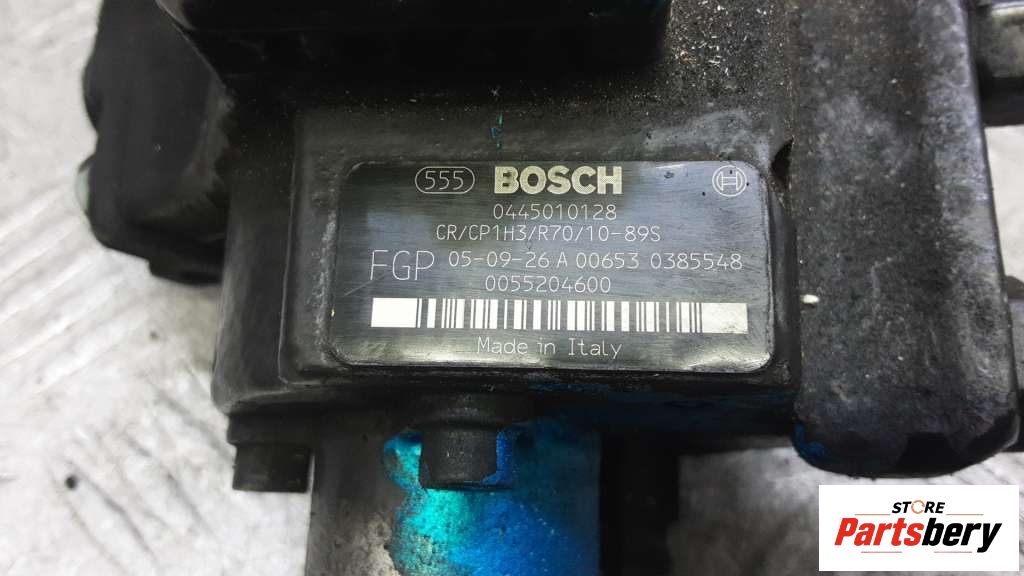 555 BOSCH
0445010128
CR/CP1H3/R70/10-89S
FGP 05-09-26 A 00653 0385548
0055204600
Made in Italy
STORE
Partsbery